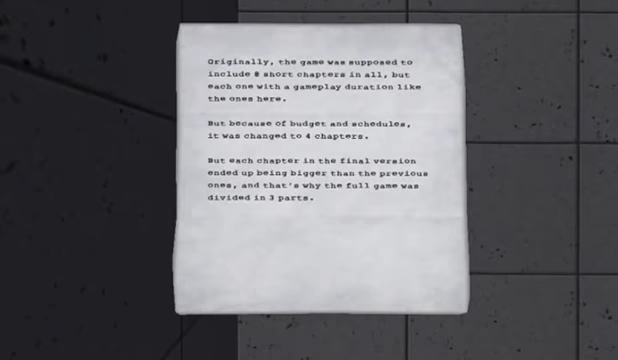 Originally, the game was supposed to
include 8 short chapters in all, but
each one with a gameplay duration like
the ones here.
But because of budget and schedules,
it was changed to 4 chapters.
But each chapter in the final version
ended up being bigger than the previous
ones, and that's why the full game was
divided in 3 parts.